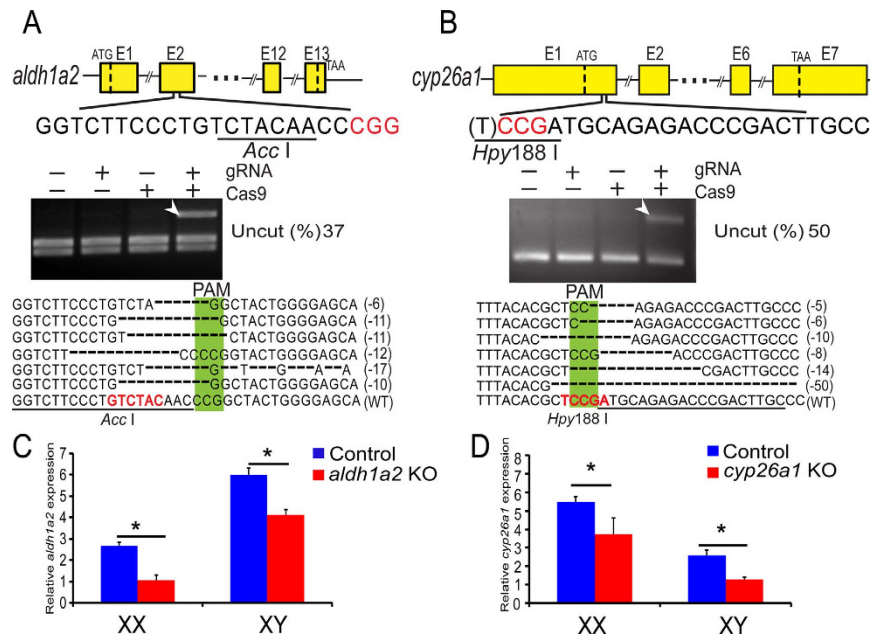 A
ATG E1 E2 E12 E13 TAA
aldh1a2
GGTCTTCCCTGTCTACAACCCGG
Acc I
– + – + gRNA
– – + + Cas9
Uncut (%) 37
PAM
GGTCTTCCCTGTCTA------GGCTACTGGGGAGCA (-6)
GGTCTTCCCTG-----------GCTACTGGGGAGCA (-11)
GGTCTTCCCTGT-----------CTACTGGGGAGCA (-11)
GGTCTT------------CCCCGGCTACTGGGGAGCA (-12)
GGTCTTCCCTGTCT-------G--T---G----A--A (-17)
GGTCTTCCCTG----------GGCTACTGGGGAGCA (-10)
GGTCTTCCCTGTCTACAACCCGGCTACTGGGGAGCA (WT)
Acc I
B
E1 ATG E2 E6 TAA E7
cyp26a1
(T)CCGATGCAGAGACCCGACTTGCC
Hpy188 I
– + – + gRNA
– – + + Cas9
Uncut (%) 50
PAM
TTTACACGCTCC-----AGAGACCCGACTTGCCC (-5)
TTTACACGCTC------AGAGACCCGACTTGCCC (-6)
TTTACAC----------AGAGACCCGACTTGCCC (-10)
TTTACACGCTCCG--------ACCCGACTTGCCC (-8)
TTTACACGCT--------------CGACTTGCCC (-14)
TTTACACG-------------------------- (-50)
TTTACACGCTCCGATGCAGAGACCCGACTTGCCC (WT)
Hpy188 I
C
Relative aldh1a2 expression
7
6
5
4
3
2
1
0
Control
aldh1a2 KO
*
*
XX XY
D
Relative cyp26a1 expression
8
7
6
5
4
3
2
1
0
Control
cyp26a1 KO
*
*
XX XY